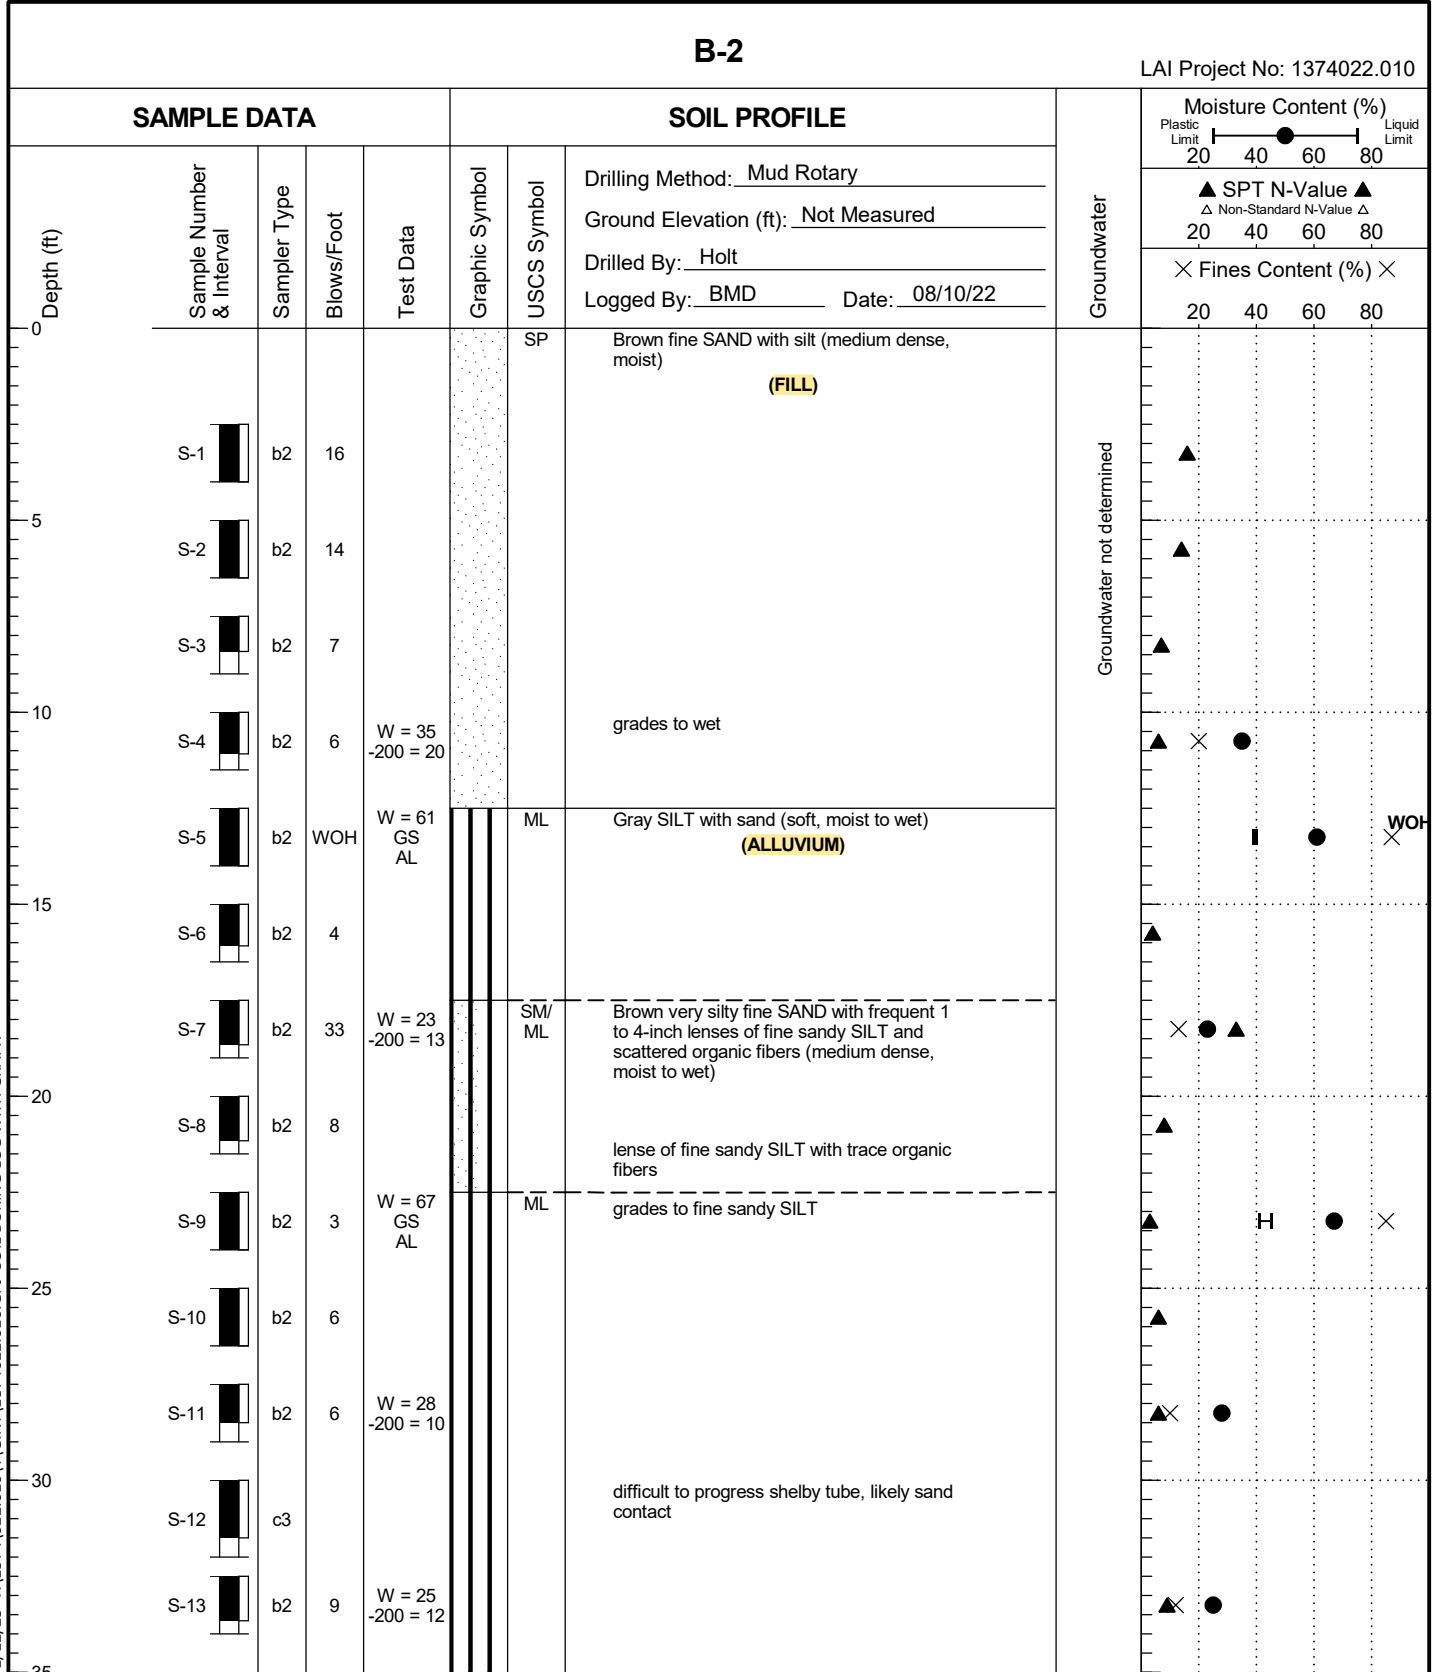 B-2
LAI Project No: 1374022.010
SAMPLE DATA
SOIL PROFILE
Depth (ft)
Sample Number
& Interval
Sampler Type
Blows/Foot
Test Data
Graphic Symbol
USCS Symbol
Drilling Method: Mud Rotary
Ground Elevation (ft): Not Measured
Drilled By: Holt
Logged By: BMD Date: 08/10/22
Groundwater
Moisture Content (%)
Plastic
Limit
Liquid
Limit
20 40 60 80
SPT N-Value
Non-Standard N-Value
20 40 60 80
Fines Content (%)
20 40 60 80
0
SP Brown fine SAND with silt (medium dense,
moist)
(FILL)
Groundwater not determined
S-1 b2 16
5
S-2 b2 14
S-3 b2 7
10
grades to wet
S-4 b2 6 W = 35
-200 = 20
ML Gray SILT with sand (soft, moist to wet)
(ALLUVIUM)
S-5 b2 WOH W = 61
GS
AL
WOH
15
S-6 b2 4
SM/
ML
Brown very silty fine SAND with frequent 1
to 4-inch lenses of fine sandy SILT and
scattered organic fibers (medium dense,
moist to wet)
S-7 b2 33 W = 23
-200 = 13
20
S-8 b2 8
lense of fine sandy SILT with trace organic
fibers
ML grades to fine sandy SILT
S-9 b2 3 W = 67
GS
AL
25
S-10 b2 6
S-11 b2 6 W = 28
-200 = 10
30
difficult to progress shelby tube, likely sand
contact
S-12 c3
S-13 b2 9 W = 25
-200 = 12
35